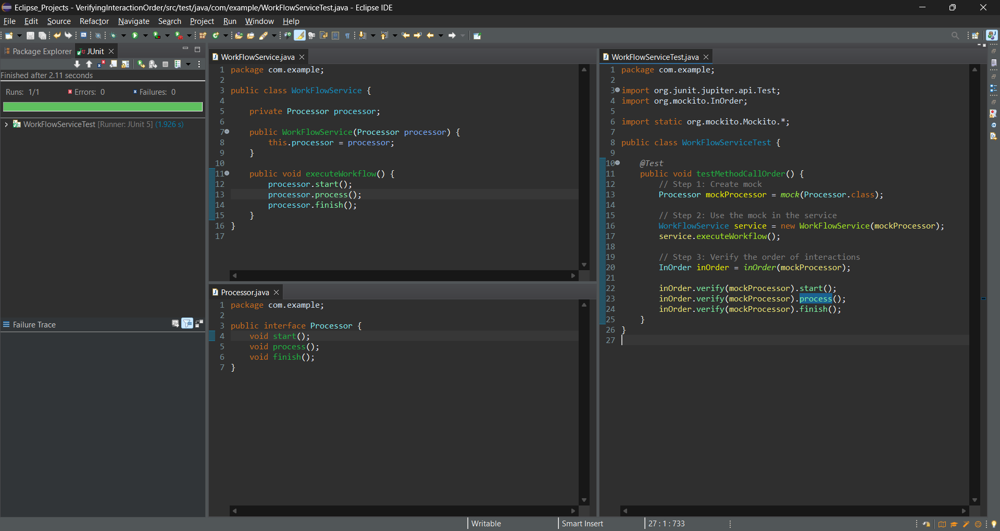 Eclipse_Projects - VerifyingInteractionOrder/src/test/java/com/example/WorkFlowServiceTest.java - Eclipse IDE
File Edit Source Refactor Navigate Search Project Run Window Help
Package Explorer JUnit
Finished after 2.11 seconds
Runs: 1/1 Errors: 0 Failures: 0
WorkFlowServiceTest [Runner: JUnit 5] (1.926 s)
Failure Trace
WorkFlowService.java
1 package com.example;
2
3 public class WorkFlowService {
4
5     private Processor processor;
6
7     public WorkFlowService(Processor processor) {
8         this.processor = processor;
9     }
10
11     public void executeWorkflow() {
12         processor.start();
13         processor.process();
14         processor.finish();
15     }
16 }
17
Processor.java
1 package com.example;
2
3 public interface Processor {
4     void start();
5     void process();
6     void finish();
7 }
WorkFlowServiceTest.java
1 package com.example;
2
3 import org.junit.jupiter.api.Test;
4 import org.mockito.InOrder;
5
6 import static org.mockito.Mockito.*;
7
8 public class WorkFlowServiceTest {
9
10     @Test
11     public void testMethodCallOrder() {
12         // Step 1: Create mock
13         Processor mockProcessor = mock(Processor.class);
14
15         // Step 2: Use the mock in the service
16         WorkFlowService service = new WorkFlowService(mockProcessor);
17         service.executeWorkflow();
18
19         // Step 3: Verify the order of interactions
20         InOrder inOrder = inOrder(mockProcessor);
21
22         inOrder.verify(mockProcessor).start();
23         inOrder.verify(mockProcessor).process();
24         inOrder.verify(mockProcessor).finish();
25     }
26 }
27
Writable Smart Insert 27 : 1 : 733